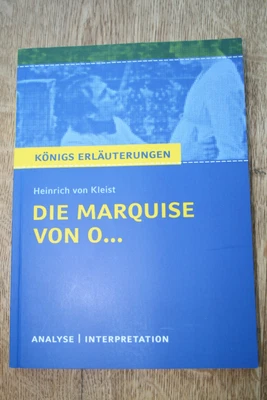 KÖNIGS ERLÄUTERUNGEN
Heinrich von Kleist
DIE MARQUISE
VON O...
ANALYSE | INTERPRETATION